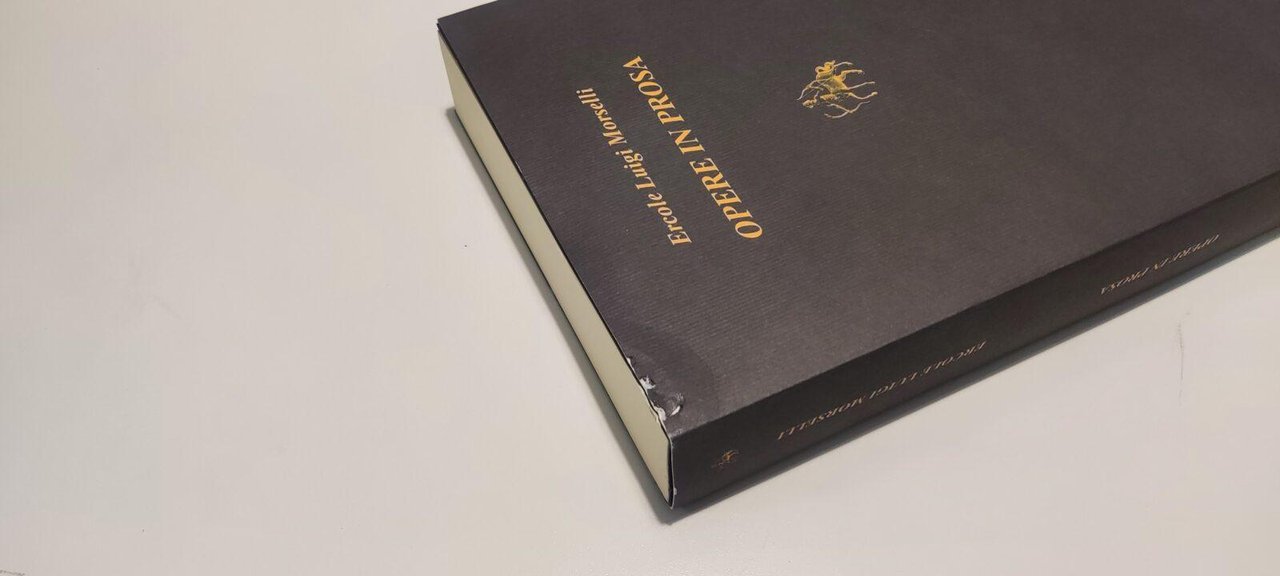 Ercole Luigi Morselli
OPERE IN PROSA
ERCOLE LUIGI MORSELLI
OPERE IN PROSA